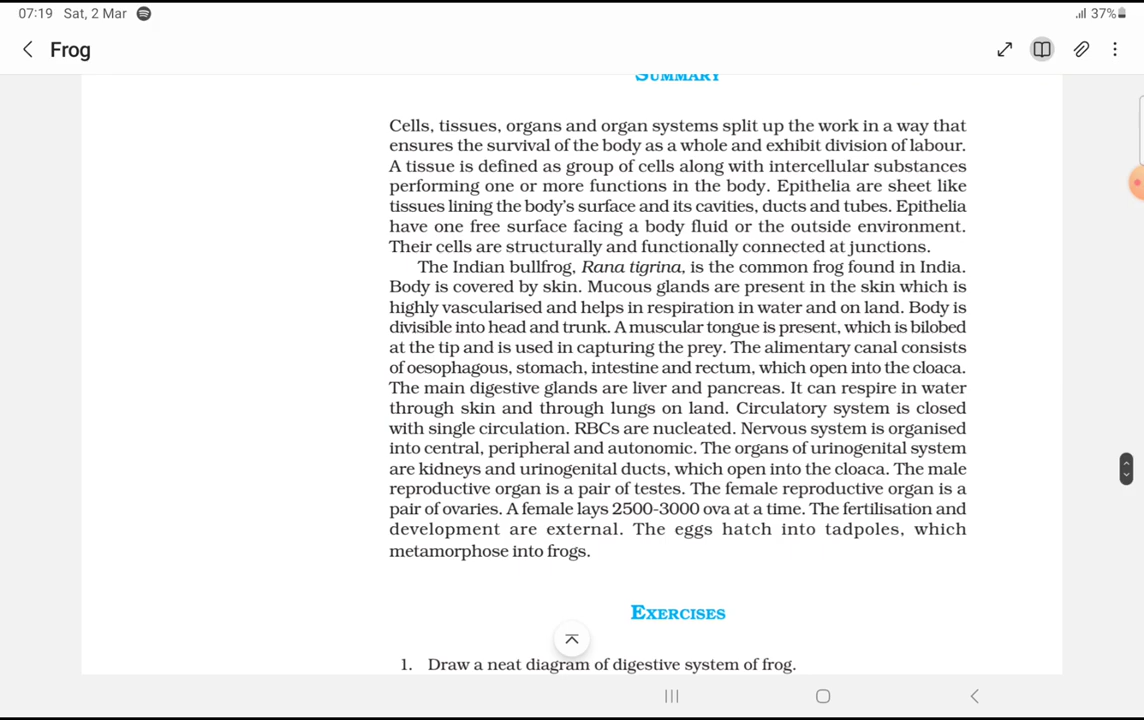 07:19 Sat, 2 Mar
37%
Frog
SUMMARY
Cells, tissues, organs and organ systems split up the work in a way that
ensures the survival of the body as a whole and exhibit division of labour.
A tissue is defined as group of cells along with intercellular substances
performing one or more functions in the body. Epithelia are sheet like
tissues lining the body's surface and its cavities, ducts and tubes. Epithelia
have one free surface facing a body fluid or the outside environment.
Their cells are structurally and functionally connected at junctions.
The Indian bullfrog, Rana tigrina, is the common frog found in India.
Body is covered by skin. Mucous glands are present in the skin which is
highly vascularised and helps in respiration in water and on land. Body is
divisible into head and trunk. A muscular tongue is present, which is bilobed
at the tip and is used in capturing the prey. The alimentary canal consists
of oesophagous, stomach, intestine and rectum, which open into the cloaca.
The main digestive glands are liver and pancreas. It can respire in water
through skin and through lungs on land. Circulatory system is closed
with single circulation. RBCs are nucleated. Nervous system is organised
into central, peripheral and autonomic. The organs of urinogenital system
are kidneys and urinogenital ducts, which open into the cloaca. The male
reproductive organ is a pair of testes. The female reproductive organ is a
pair of ovaries. A female lays 2500-3000 ova at a time. The fertilisation and
development are external. The eggs hatch into tadpoles, which
metamorphose into frogs.
EXERCISES
1. Draw a neat diagram of digestive system of frog.